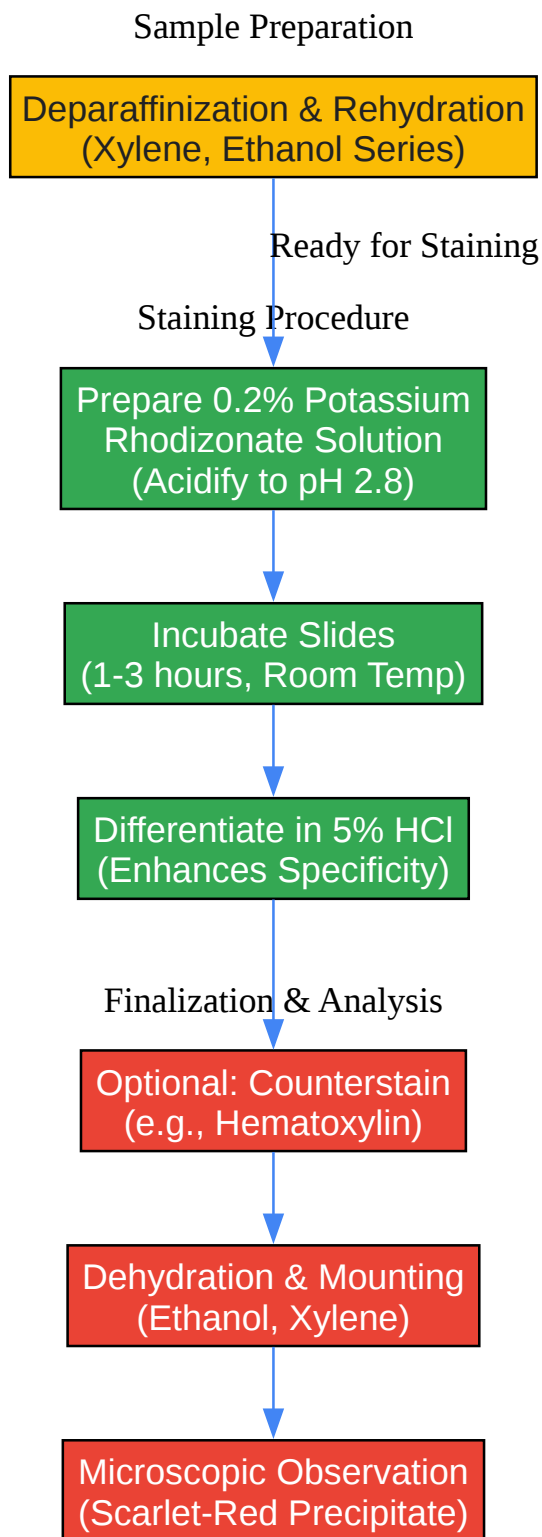 Sample Preparation
Deparaffinization & Rehydration
(Xylene, Ethanol Series)
Ready for Staining
Staining Procedure
Prepare 0.2% Potassium
Rhodizonate Solution
(Acidify to pH 2.8)
Incubate Slides
(1-3 hours, Room Temp)
Differentiate in 5% HCl
(Enhances Specificity)
Finalization & Analysis
Optional: Counterstain
(e.g., Hematoxylin)
Dehydration & Mounting
(Ethanol, Xylene)
Microscopic Observation
(Scarlet-Red Precipitate)